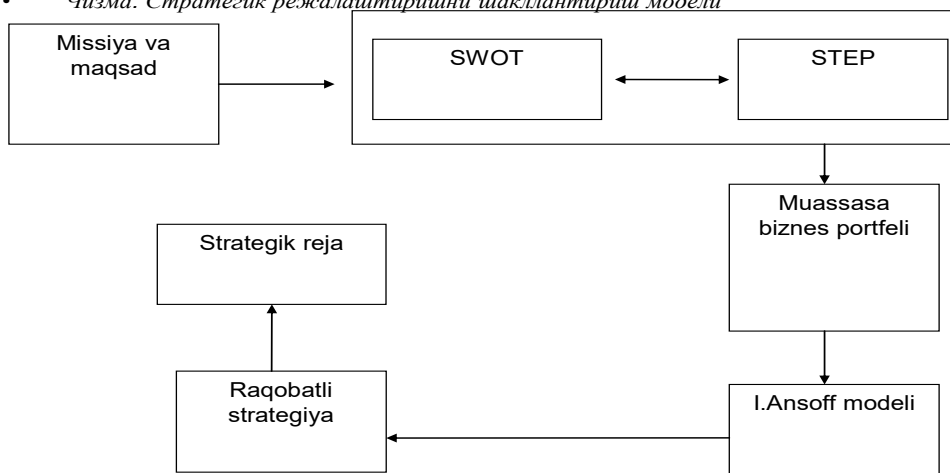 • Чизма. Стратегик режалаштиришни шакллантириш модели
Missiya va
maqsad
SWOT
STEP
Muassasa
biznes portfeli
Strategik reja
Raqobatli
strategiya
I.Ansoff modeli